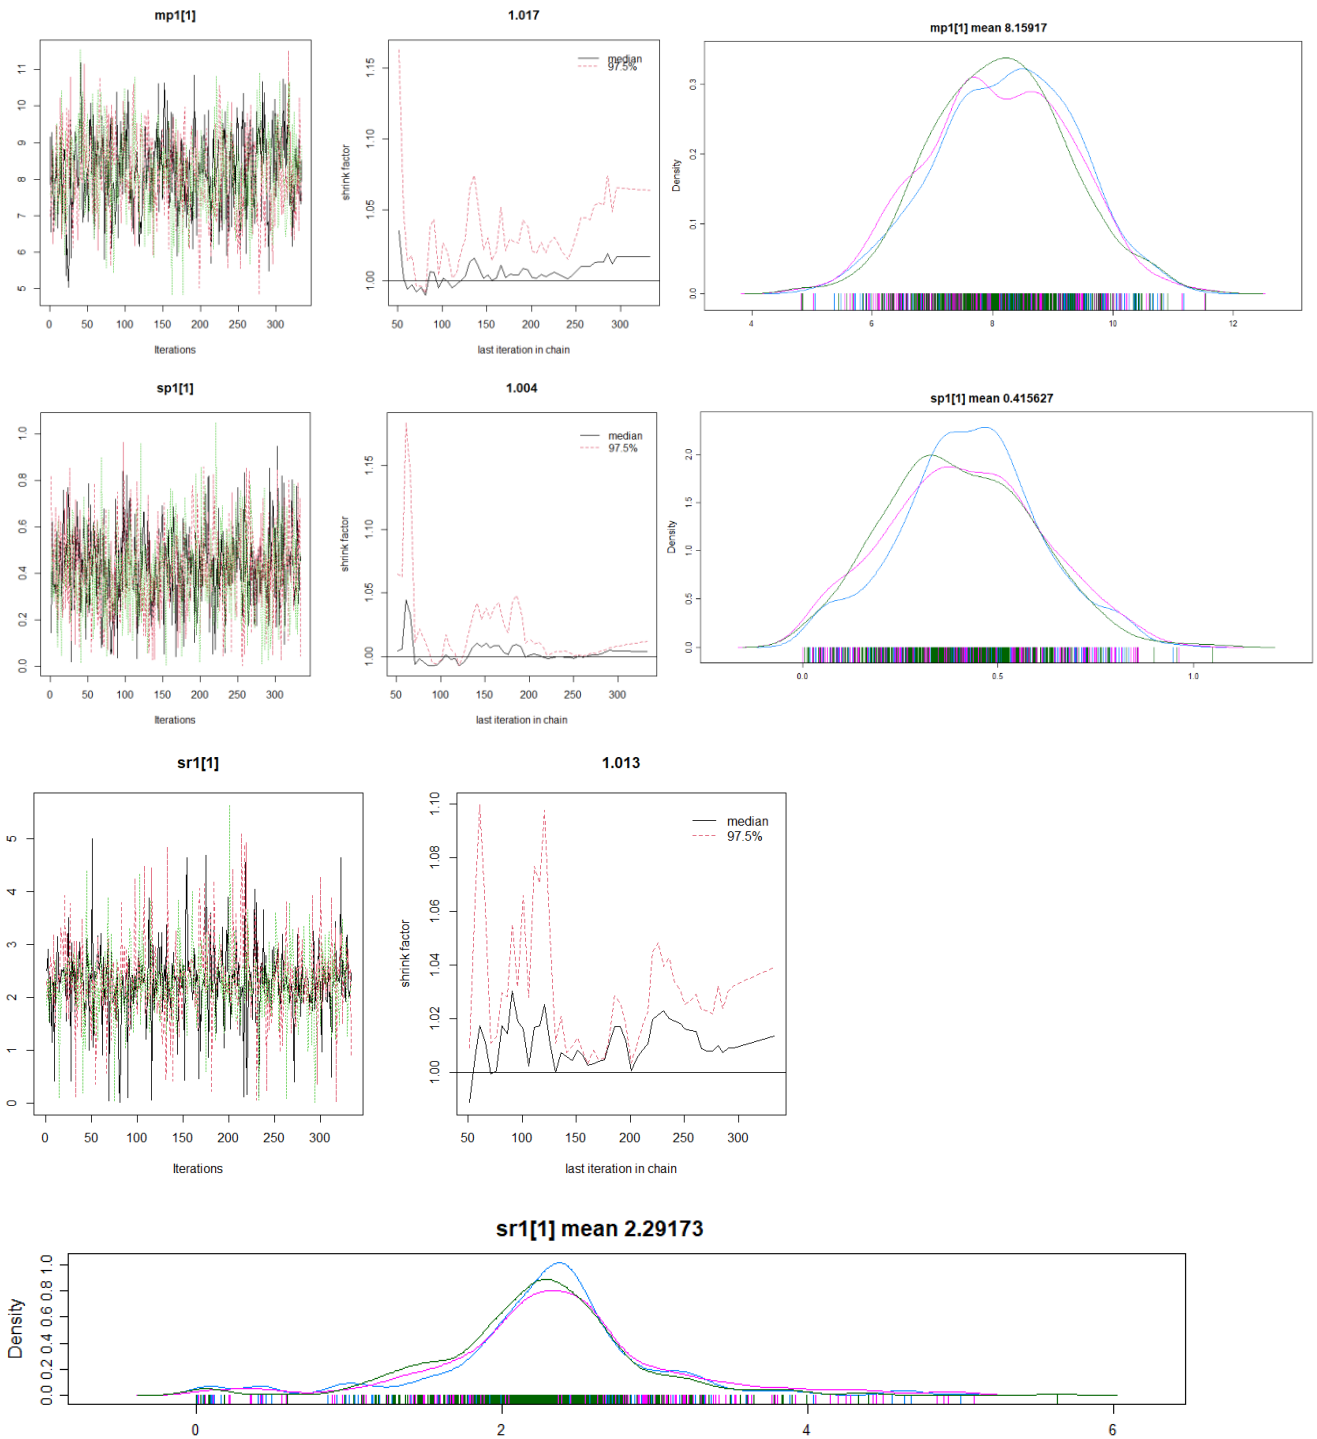 mp1[1]
1.017
mp1[1] mean 8.15917
median
97.5%
5 6 7 8 9 10 11
shrink factor
1.00 1.05 1.10 1.15
Density
0.0 0.1 0.2 0.3
0 50 100 150 200 250 300
Iterations
50 100 150 200 250 300
last iteration in chain
4 6 8 10 12
sp1[1]
1.004
sp1[1] mean 0.415627
median
97.5%
0.0 0.2 0.4 0.6 0.8 1.0
shrink factor
1.00 1.05 1.10 1.15
Density
0.0 0.5 1.0 1.5 2.0
0 50 100 150 200 250 300
Iterations
50 100 150 200 250 300
last iteration in chain
0.0 0.5 1.0
sr1[1]
1.013
median
97.5%
0 1 2 3 4 5
shrink factor
1.00 1.02 1.04 1.06 1.08 1.10
0 50 100 150 200 250 300
Iterations
50 100 150 200 250 300
last iteration in chain
sr1[1] mean 2.29173
Density
0.0 0.2 0.4 0.6 0.8 1.0
0 2 4 6